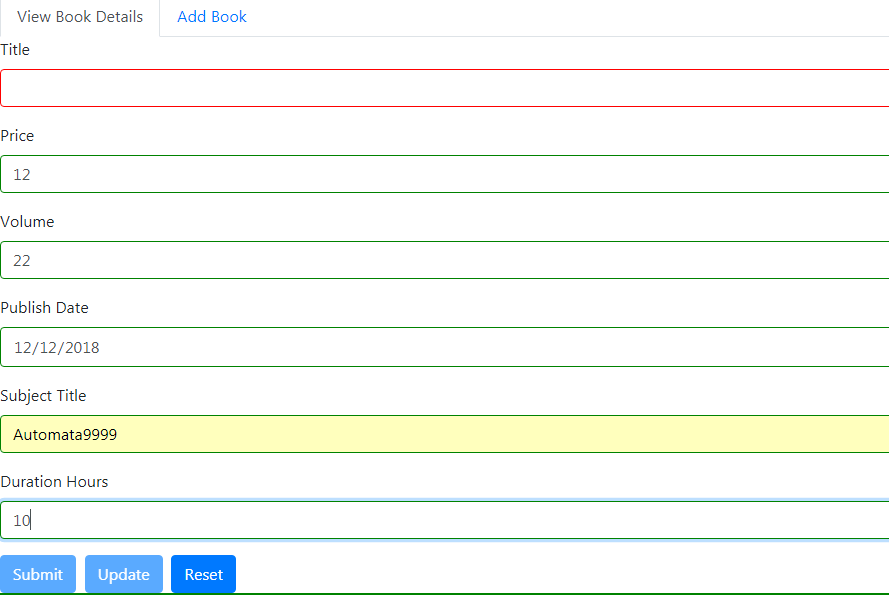 View Book Details Add Book
Title
Price
12
Volume
22
Publish Date
12/12/2018
Subject Title
Automata9999
Duration Hours
10
Submit Update Reset